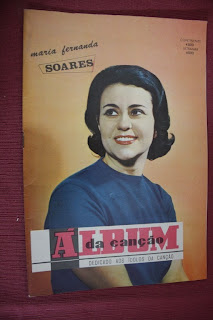 maria fernanda
SOARES
ÁLBUM
da canção
DEDICADO AOS ÍDOLOS DA CANÇÃO